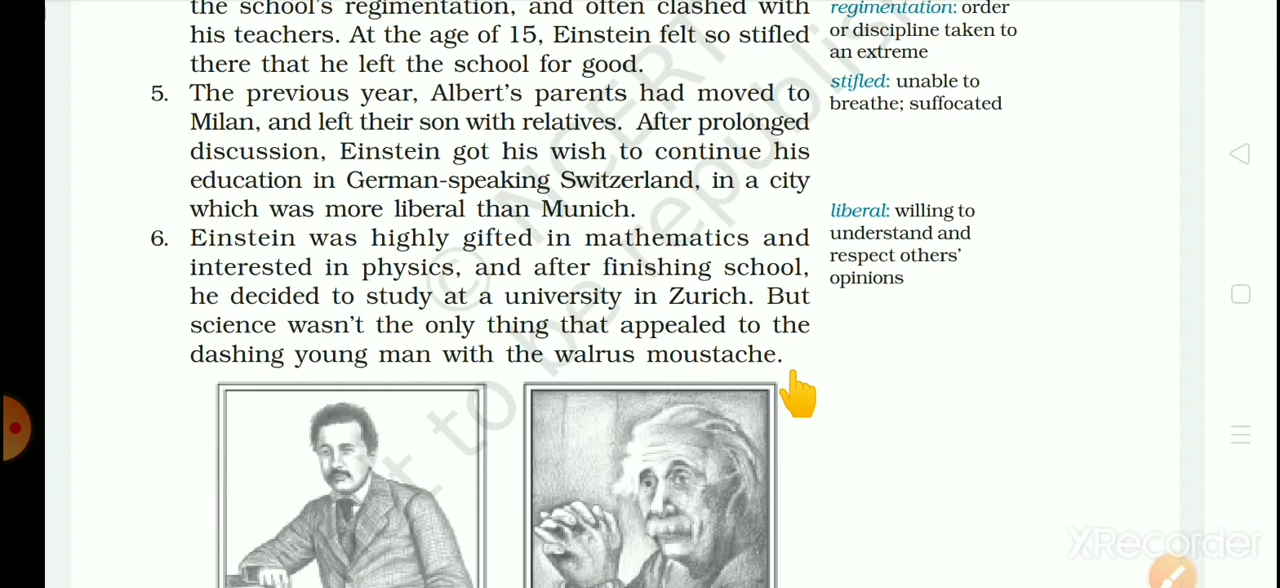 the school's regimentation, and often clashed with
his teachers. At the age of 15, Einstein felt so stifled
there that he left the school for good.
5. The previous year, Albert's parents had moved to
Milan, and left their son with relatives. After prolonged
discussion, Einstein got his wish to continue his
education in German-speaking Switzerland, in a city
which was more liberal than Munich.
6. Einstein was highly gifted in mathematics and
interested in physics, and after finishing school,
he decided to study at a university in Zurich. But
science wasn't the only thing that appealed to the
dashing young man with the walrus moustache.
regimentation: order
or discipline taken to
an extreme
stifled: unable to
breathe; suffocated
liberal: willing to
understand and
respect others'
opinions
© NCERT
not to be republished
XRecorder